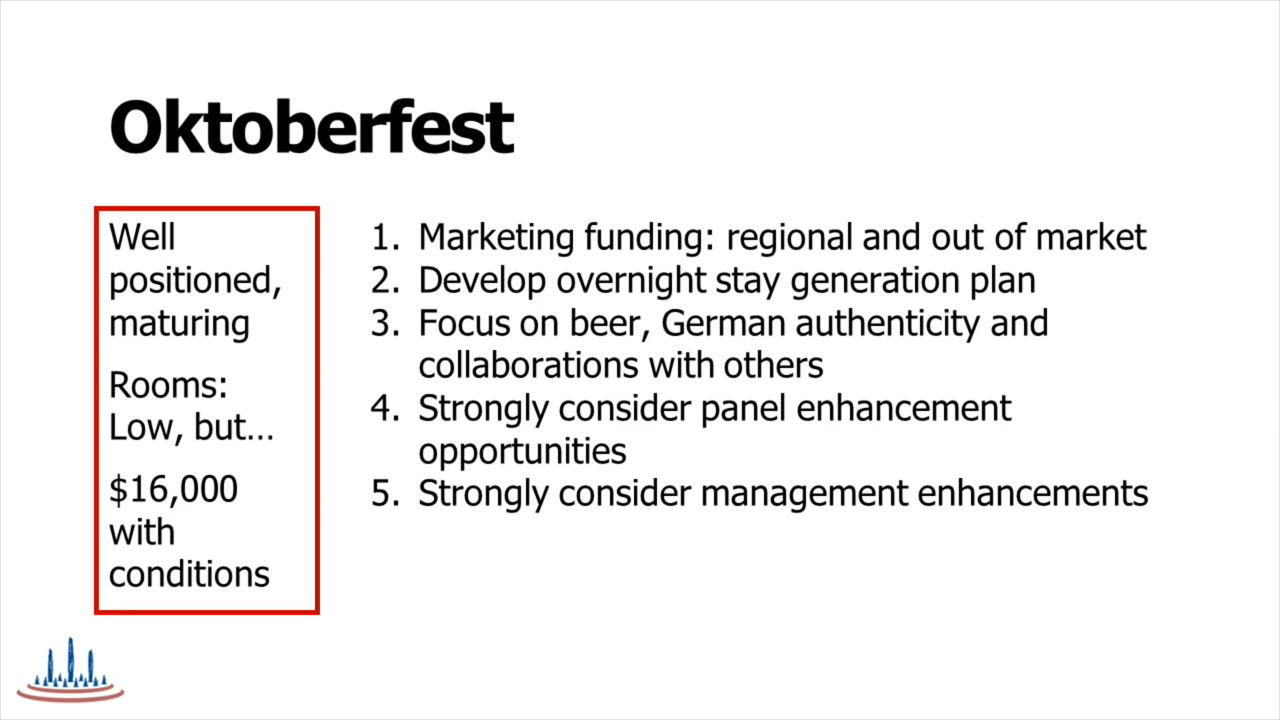 Oktoberfest
Well
positioned,
maturing
Rooms:
Low, but...
$16,000
with
conditions
1. Marketing funding: regional and out of market
2. Develop overnight stay generation plan
3. Focus on beer, German authenticity and
collaborations with others
4. Strongly consider panel enhancement
opportunities
5. Strongly consider management enhancements